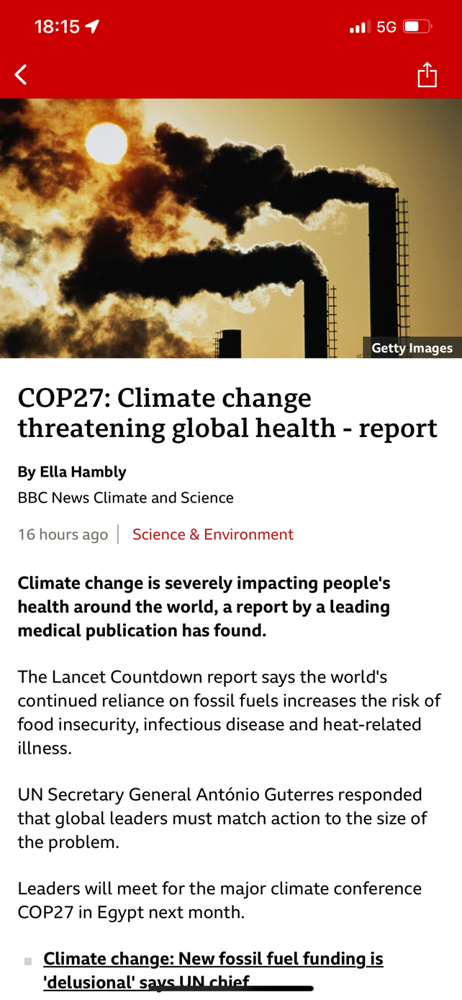 18:15 5G
Getty Images
COP27: Climate change
threatening global health - report
By Ella Hambly
BBC News Climate and Science
16 hours ago | Science & Environment
Climate change is severely impacting people's
health around the world, a report by a leading
medical publication has found.
The Lancet Countdown report says the world's
continued reliance on fossil fuels increases the risk of
food insecurity, infectious disease and heat-related
illness.
UN Secretary General António Guterres responded
that global leaders must match action to the size of
the problem.
Leaders will meet for the major climate conference
COP27 in Egypt next month.
Climate change: New fossil fuel funding is
'delusional' says UN chief